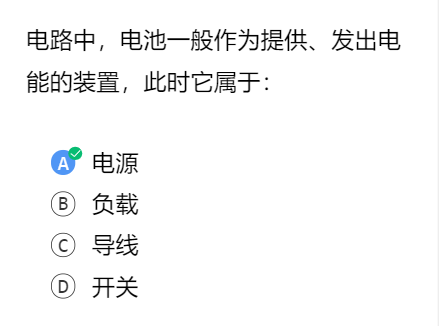 电路中，电池一般作为提供、发出电
能的装置，此时它属于：
A 电源
B 负载
C 导线
D 开关